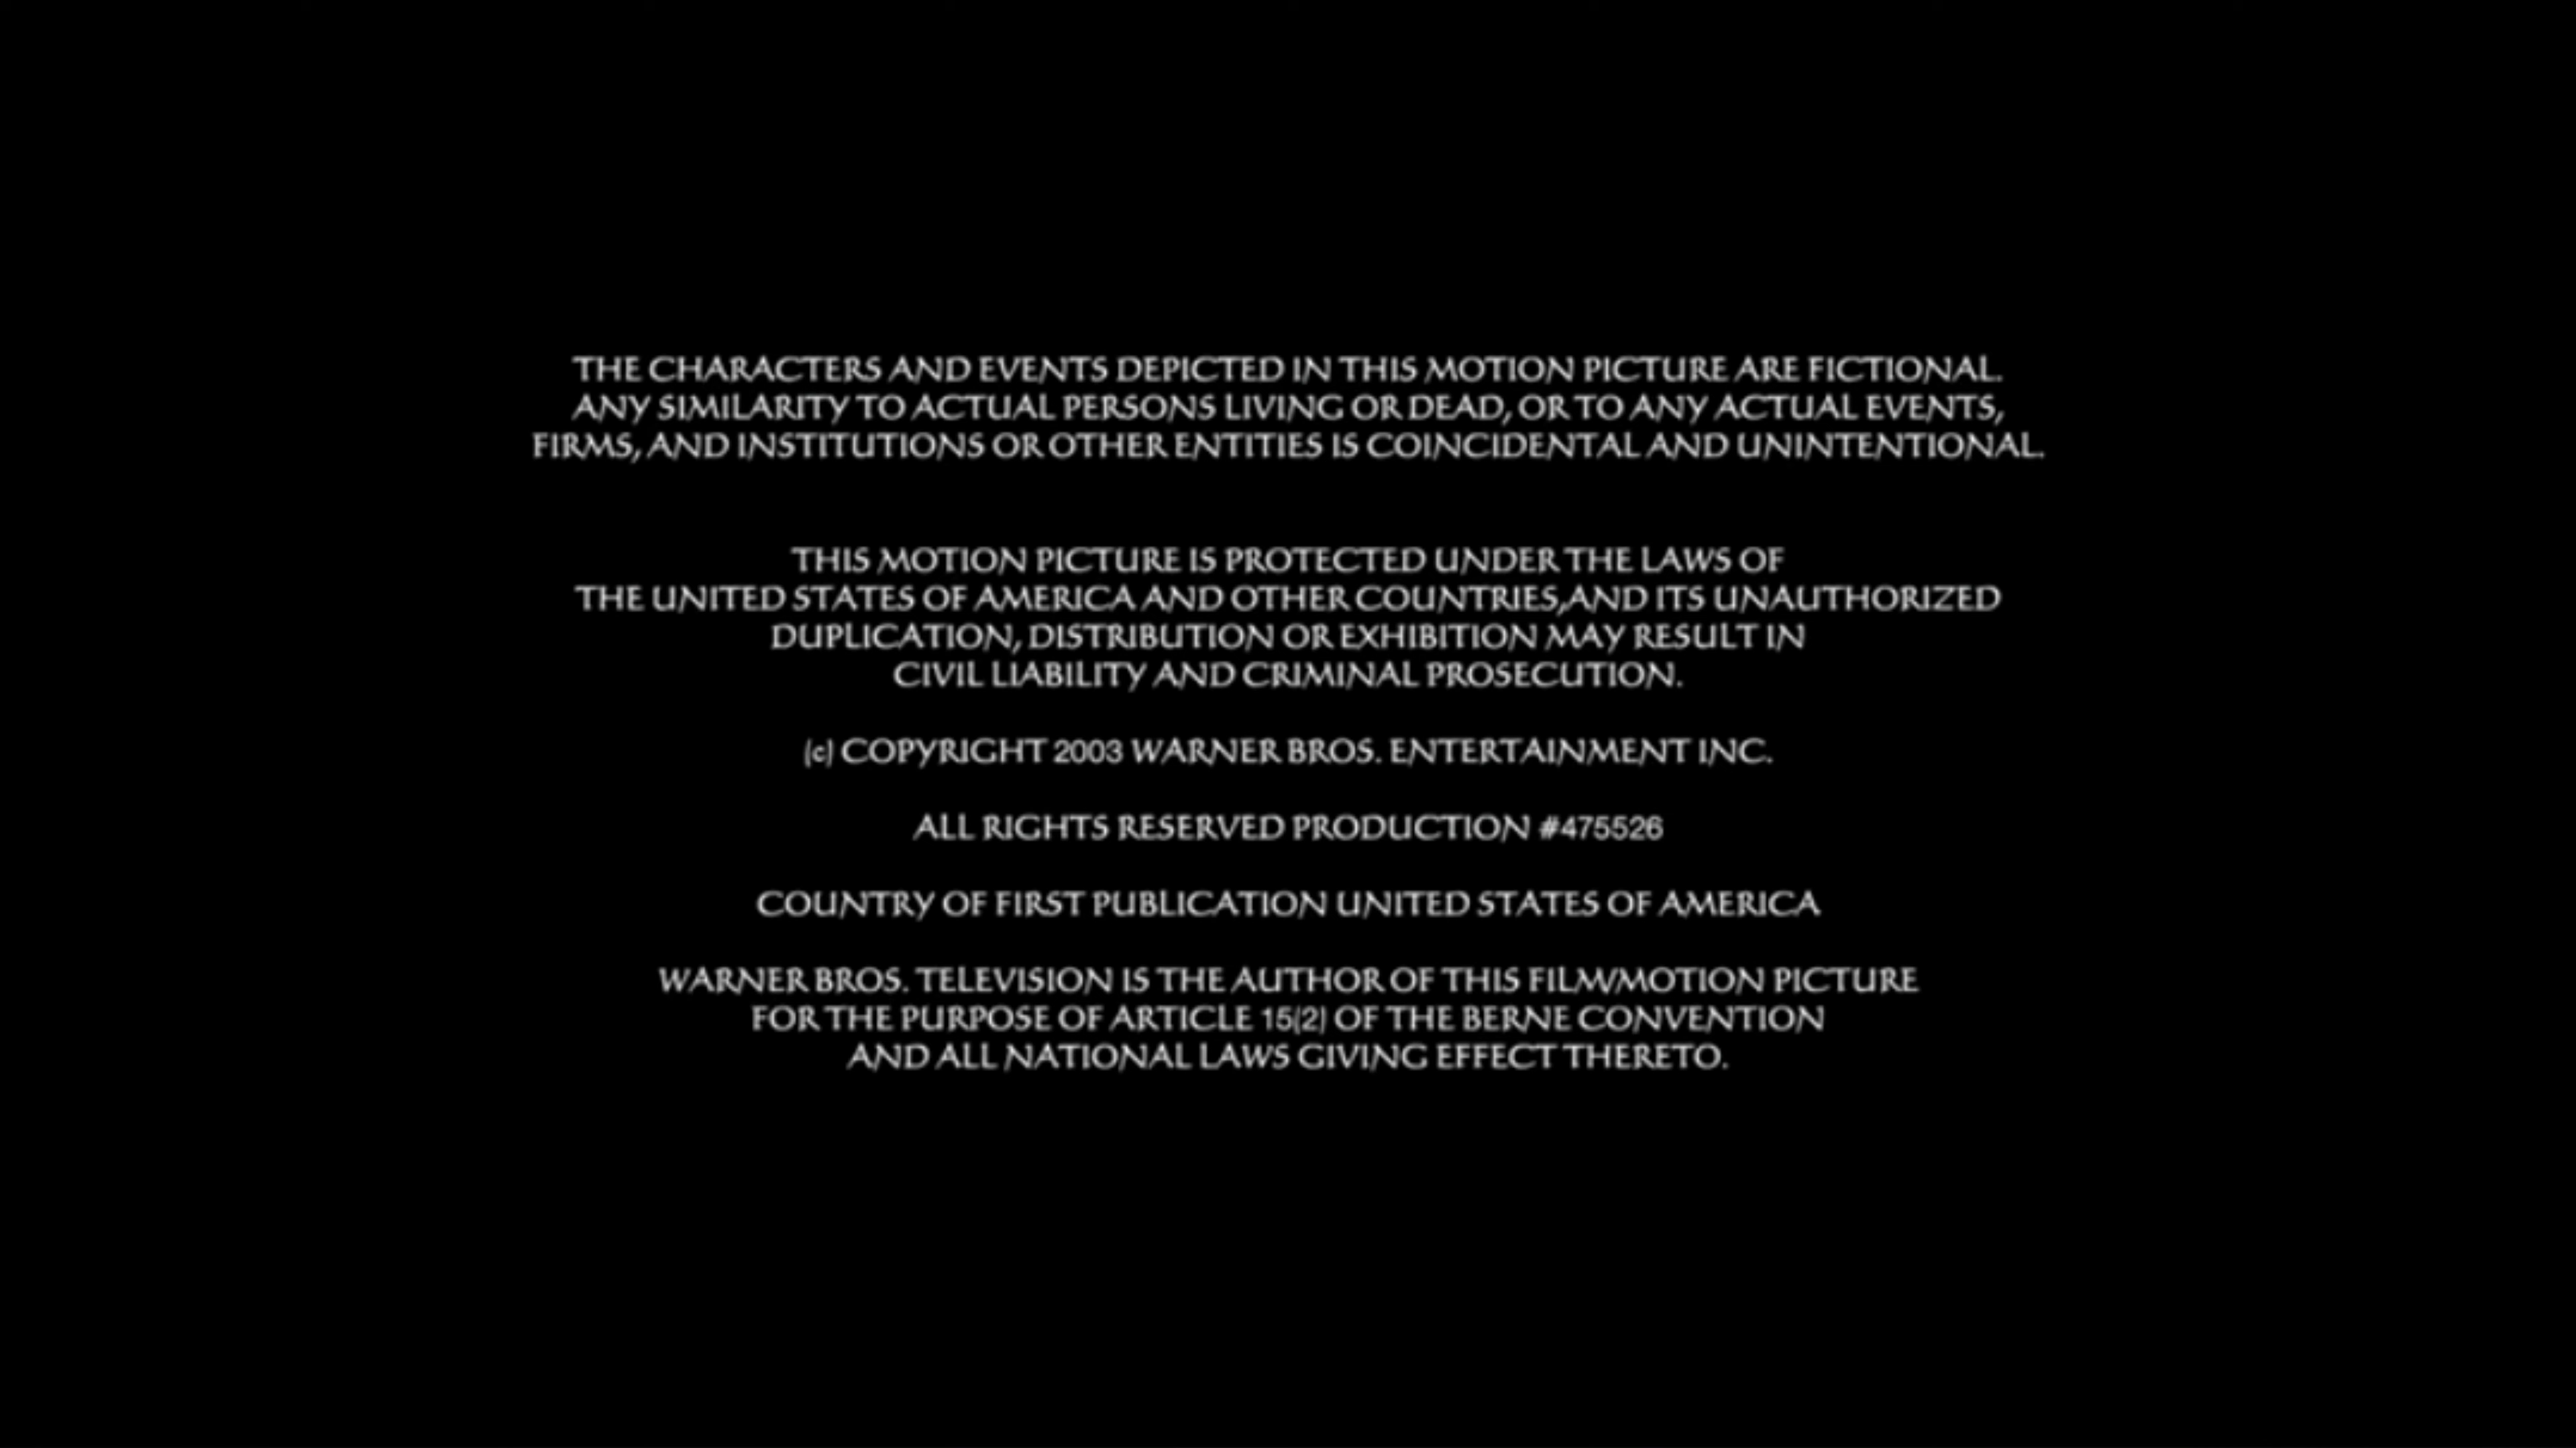 THE CHARACTERS AND EVENTS DEPICTED IN THIS MOTION PICTURE ARE FICTIONAL.
ANY SIMILARITY TO ACTUAL PERSONS LIVING OR DEAD, OR TO ANY ACTUAL EVENTS,
FIRMS, AND INSTITUTIONS OR OTHER ENTITIES IS COINCIDENTAL AND UNINTENTIONAL.
THIS MOTION PICTURE IS PROTECTED UNDER THE LAWS OF
THE UNITED STATES OF AMERICA AND OTHER COUNTRIES,AND ITS UNAUTHORIZED
DUPLICATION, DISTRIBUTION OR EXHIBITION MAY RESULT IN
CIVIL LIABILITY AND CRIMINAL PROSECUTION.
(c) COPYRIGHT 2003 WARNER BROS. ENTERTAINMENT INC.
ALL RIGHTS RESERVED PRODUCTION #475526
COUNTRY OF FIRST PUBLICATION UNITED STATES OF AMERICA
WARNER BROS. TELEVISION IS THE AUTHOR OF THIS FILM/MOTION PICTURE
FOR THE PURPOSE OF ARTICLE 15(2) OF THE BERNE CONVENTION
AND ALL NATIONAL LAWS GIVING EFFECT THERETO.